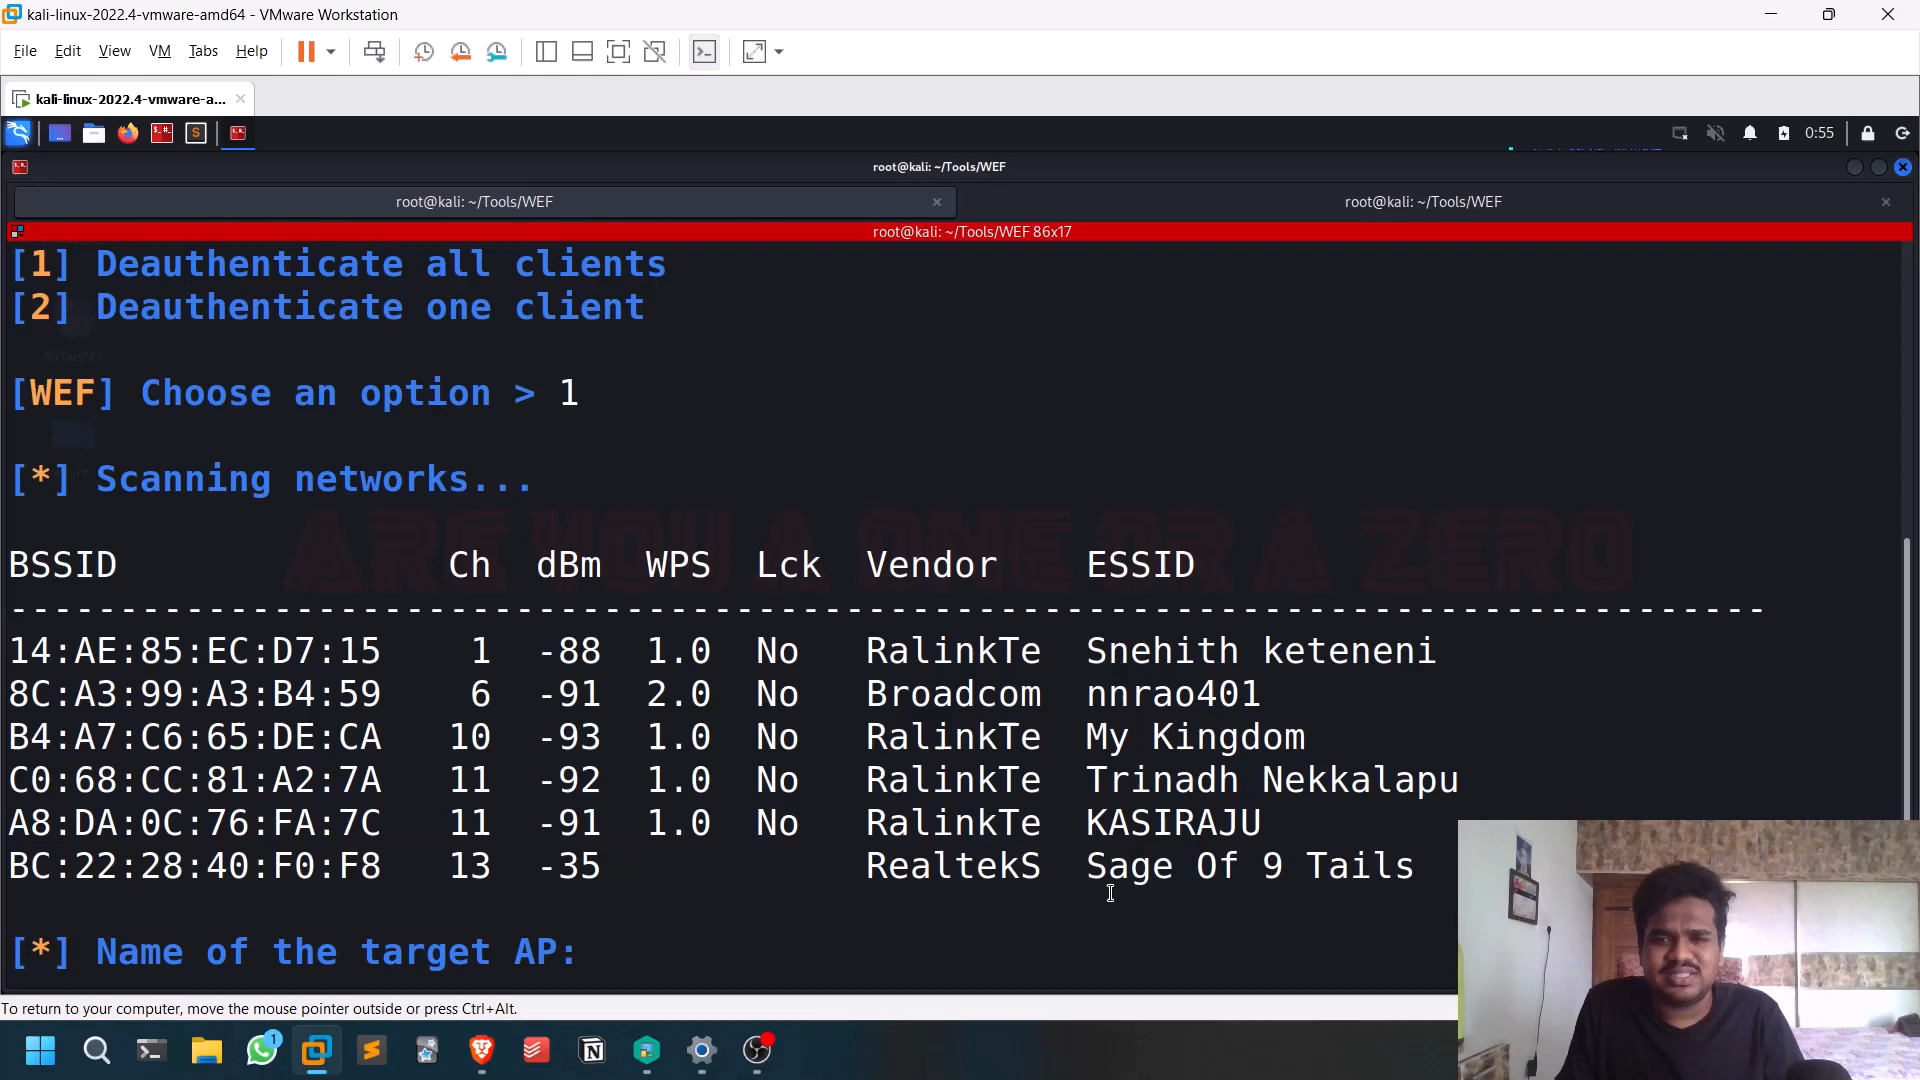 kali-linux-2022.4-vmware-amd64 - VMware Workstation
File Edit View VM Tabs Help
kali-linux-2022.4-vmware-a...
0:55
root@kali: ~/Tools/WEF
root@kali: ~/Tools/WEF root@kali: ~/Tools/WEF
root@kali: ~/Tools/WEF 86x17
[1] Deauthenticate all clients
[2] Deauthenticate one client
[WEF] Choose an option > 1
[*] Scanning networks...
ARE YOU A ONE OR A ZERO
BSSID Ch dBm WPS Lck Vendor ESSID
--------------------------------------------------------------------------------
14:AE:85:EC:D7:15 1 -88 1.0 No RalinkTe Snehith keteneni
8C:A3:99:A3:B4:59 6 -91 2.0 No Broadcom nnrao401
B4:A7:C6:65:DE:CA 10 -93 1.0 No RalinkTe My Kingdom
C0:68:CC:81:A2:7A 11 -92 1.0 No RalinkTe Trinadh Nekkalapu
A8:DA:0C:76:FA:7C 11 -91 1.0 No RalinkTe KASIRAJU
BC:22:28:40:F0:F8 13 -35 RealtekS Sage Of 9 Tails
[*] Name of the target AP:
To return to your computer, move the mouse pointer outside or press Ctrl+Alt.
1